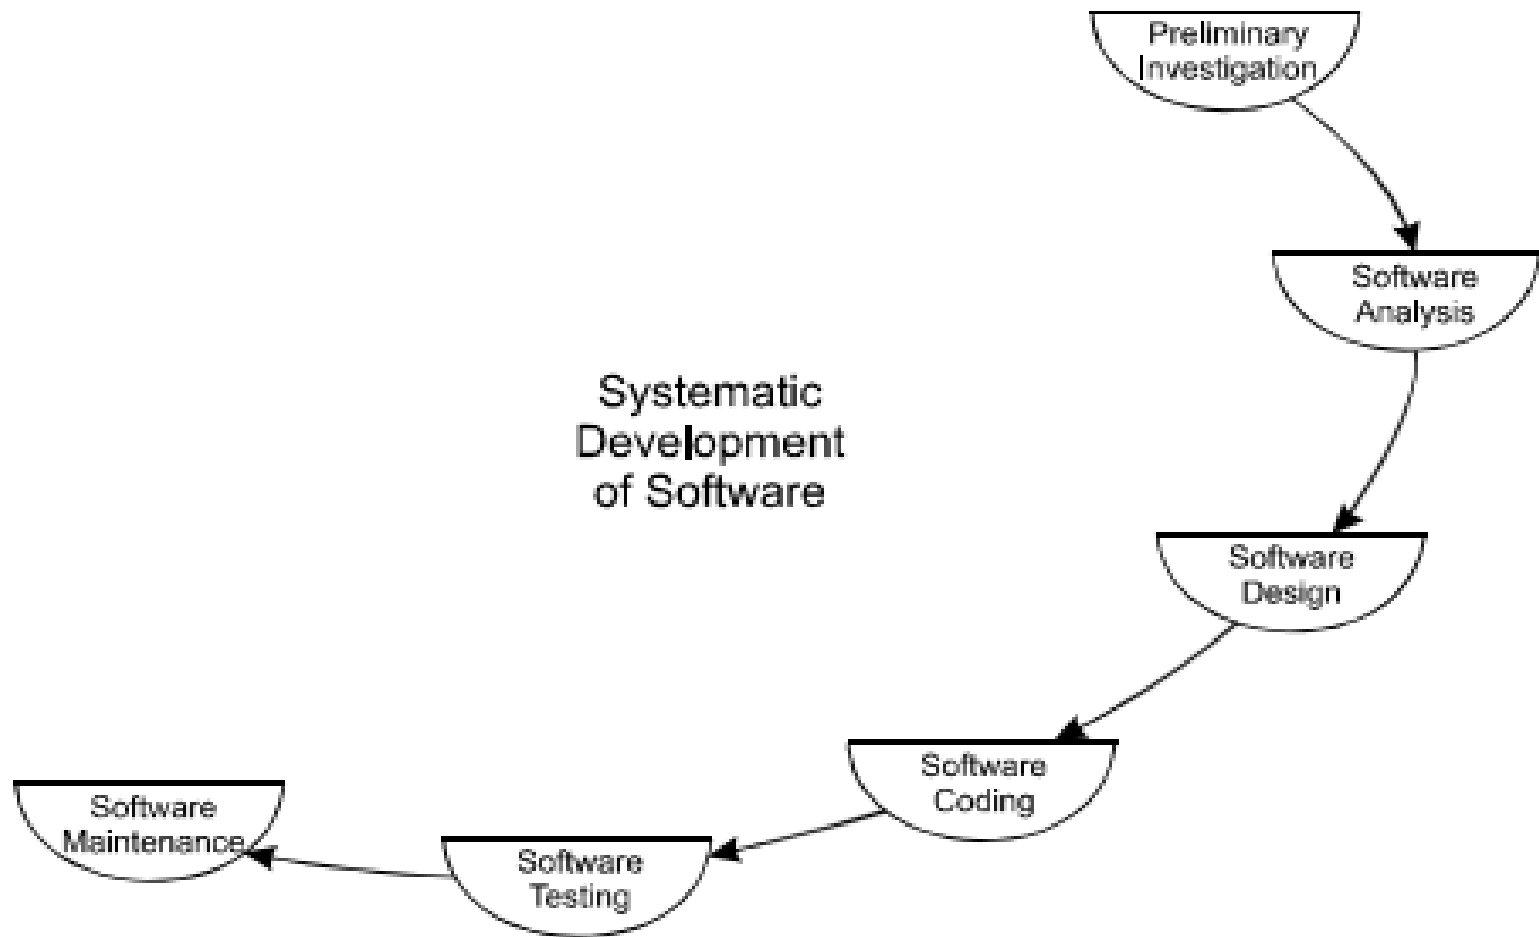 Preliminary
Investigation
Software
Analysis
Systematic
Development
of Software
Software
Design
Software
Coding
Software
Maintenance
Software
Testing